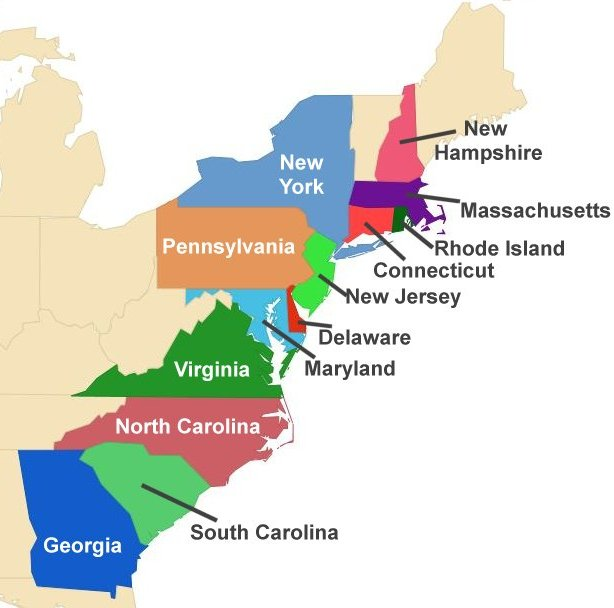 New
Hampshire
New
York
Massachusetts
Rhode Island
Pennsylvania
Connecticut
New Jersey
Delaware
Virginia
Maryland
North Carolina
South Carolina
Georgia